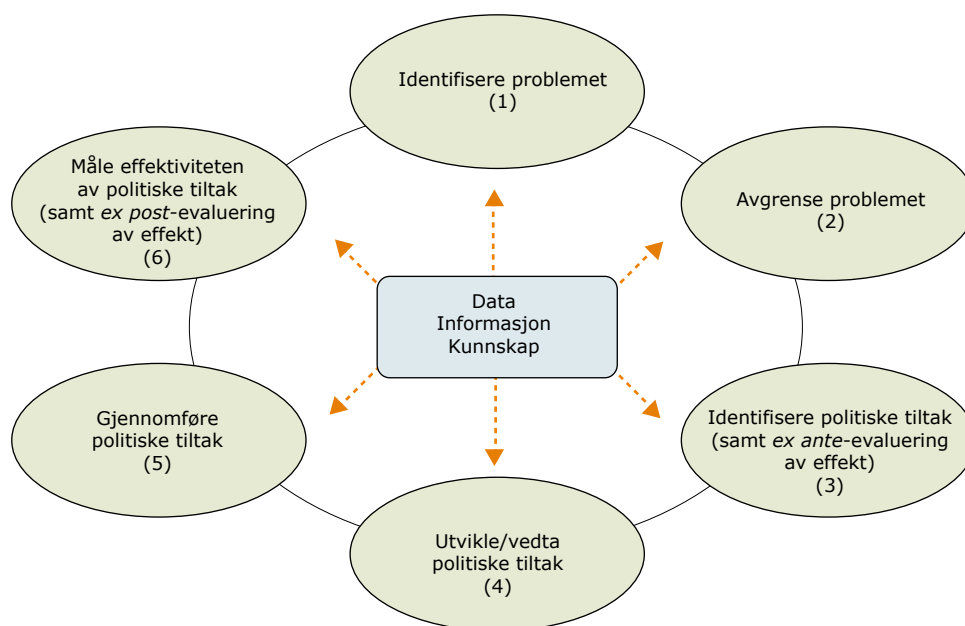 Identifisere problemet
(1)
Avgrense problemet
(2)
Identifisere politiske tiltak
(samt ex ante-evaluering
av effekt)
(3)
Utvikle/vedta
politiske tiltak
(4)
Gjennomføre
politiske tiltak
(5)
Måle effektiviteten
av politiske tiltak
(samt ex post-evaluering
av effekt)
(6)
Data
Informasjon
Kunnskap